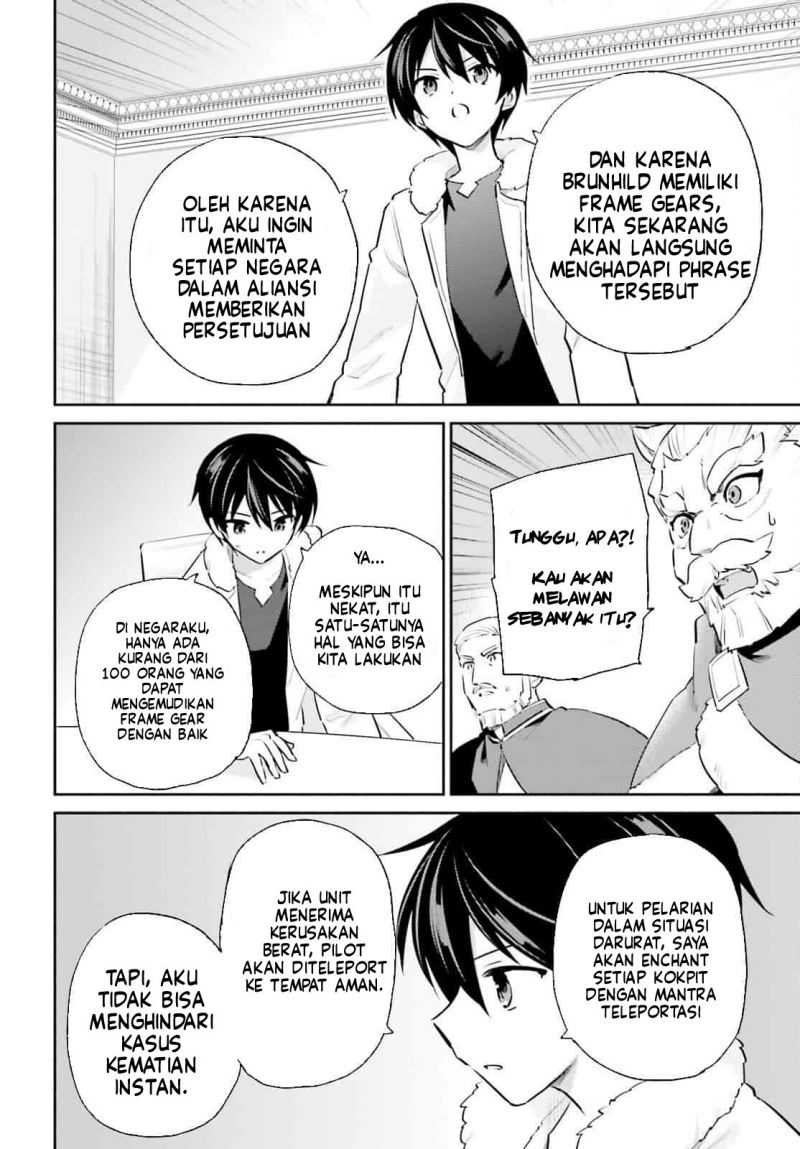 DAN KARENA
BRUNHILD MEMILIKI
FRAME GEARS,
KITA SEKARANG
AKAN LANGSUNG
MENGHADAPI PHRASE
TERSEBUT
OLEH KARENA
ITU, AKU INGIN
MEMINTA
SETIAP NEGARA
DALAM ALIANSI
MEMBERIKAN
PERSETUJUAN
TUNGGU, APA?!
KAU AKAN
MELAWAN
SEBANYAK ITU?
YA...
MESKIPUN ITU
NEKAT, ITU
SATU-SATUNYA
HAL YANG BISA
KITA LAKUKAN
DI NEGARAKU,
HANYA ADA
KURANG DARI
100 ORANG YANG
DAPAT
MENGEMUDIKAN
FRAME GEAR
DENGAN BAIK
UNTUK PELARIAN
DALAM SITUASI
DARURAT, SAYA
AKAN ENCHANT
SETIAP KOKPIT
DENGAN MANTRA
TELEPORTASI
JIKA UNIT
MENERIMA
KERUSAKAN
BERAT, PILOT
AKAN DITELEPORT
KE TEMPAT AMAN.
TAPI, AKU
TIDAK BISA
MENGHINDARI
KASUS
KEMATIAN
INSTAN.